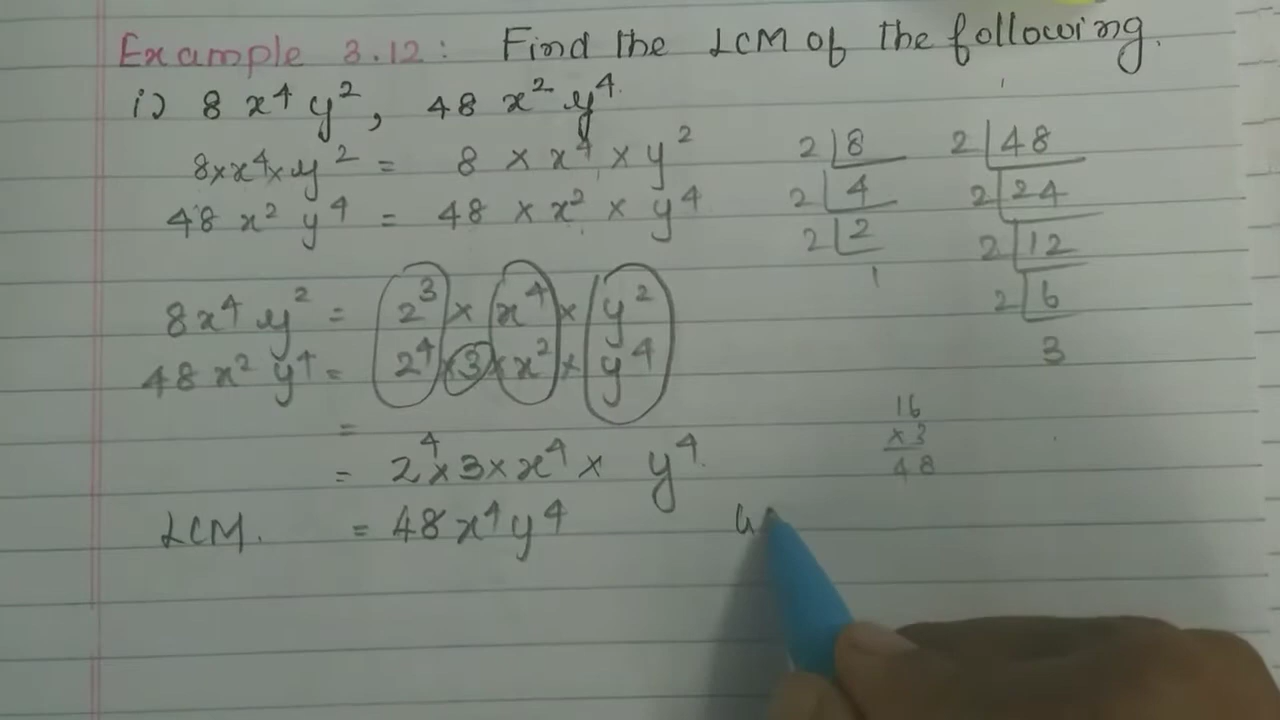 Example 3.12: Find the LCM of the following.
i) 8 x⁴ y², 48 x² y⁴.
8×x⁴×y² = 8 × x⁴ × y²
48 x² y⁴ = 48 × x² × y⁴
8x⁴ y² = 2³ × x⁴ × y²
48 x² y⁴ = 2⁴ × 3 × x² × y⁴
=
= 2⁴ × 3 × x⁴ × y⁴.
LCM. = 48 x⁴ y⁴
2 | 8
2 | 4
2 | 2
1
2 | 48
2 | 24
2 | 12
2 | 6
3
16
×3
48